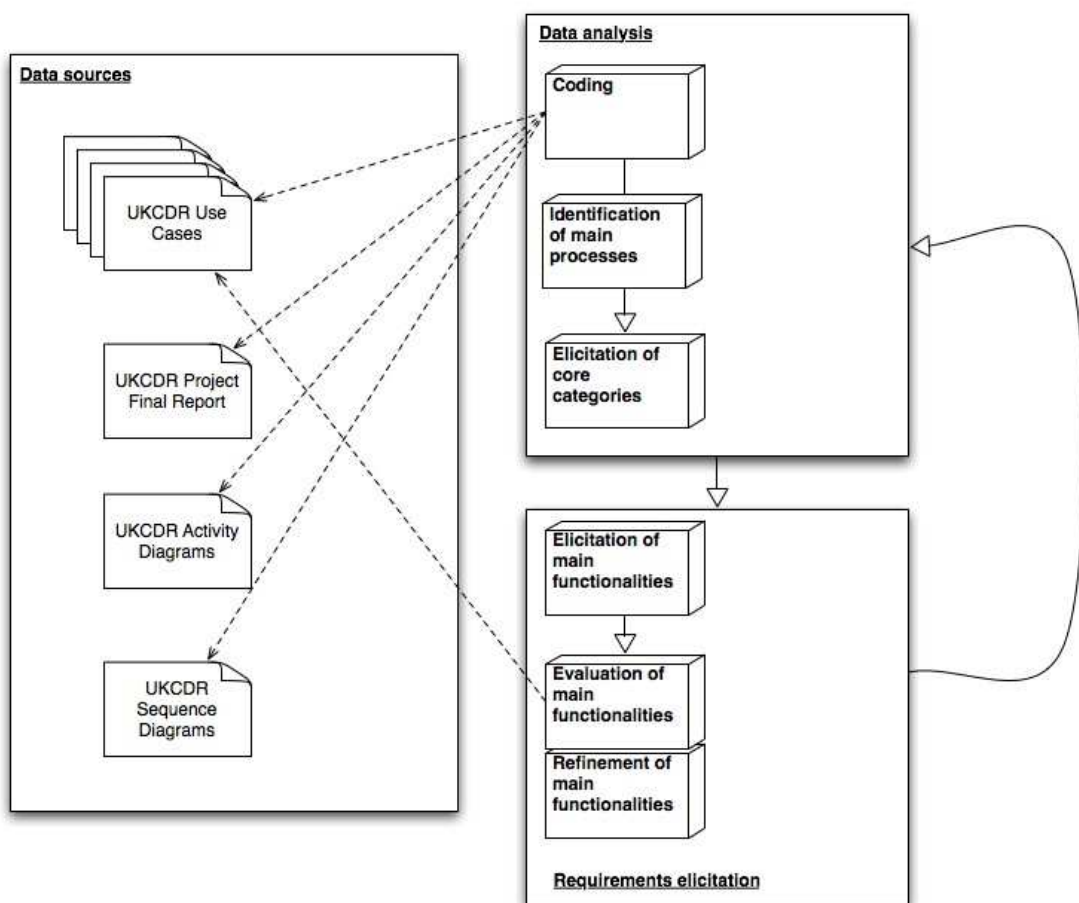 Data sources
UKCDR Use
Cases
UKCDR Project
Final Report
UKCDR Activity
Diagrams
UKCDR
Sequence
Diagrams
Data analysis
Coding
Identification
of main
processes
Elicitation of
core
categories
Elicitation of
main
functionalities
Evaluation of
main
functionalities
Refinement of
main
functionalities
Requirements elicitation